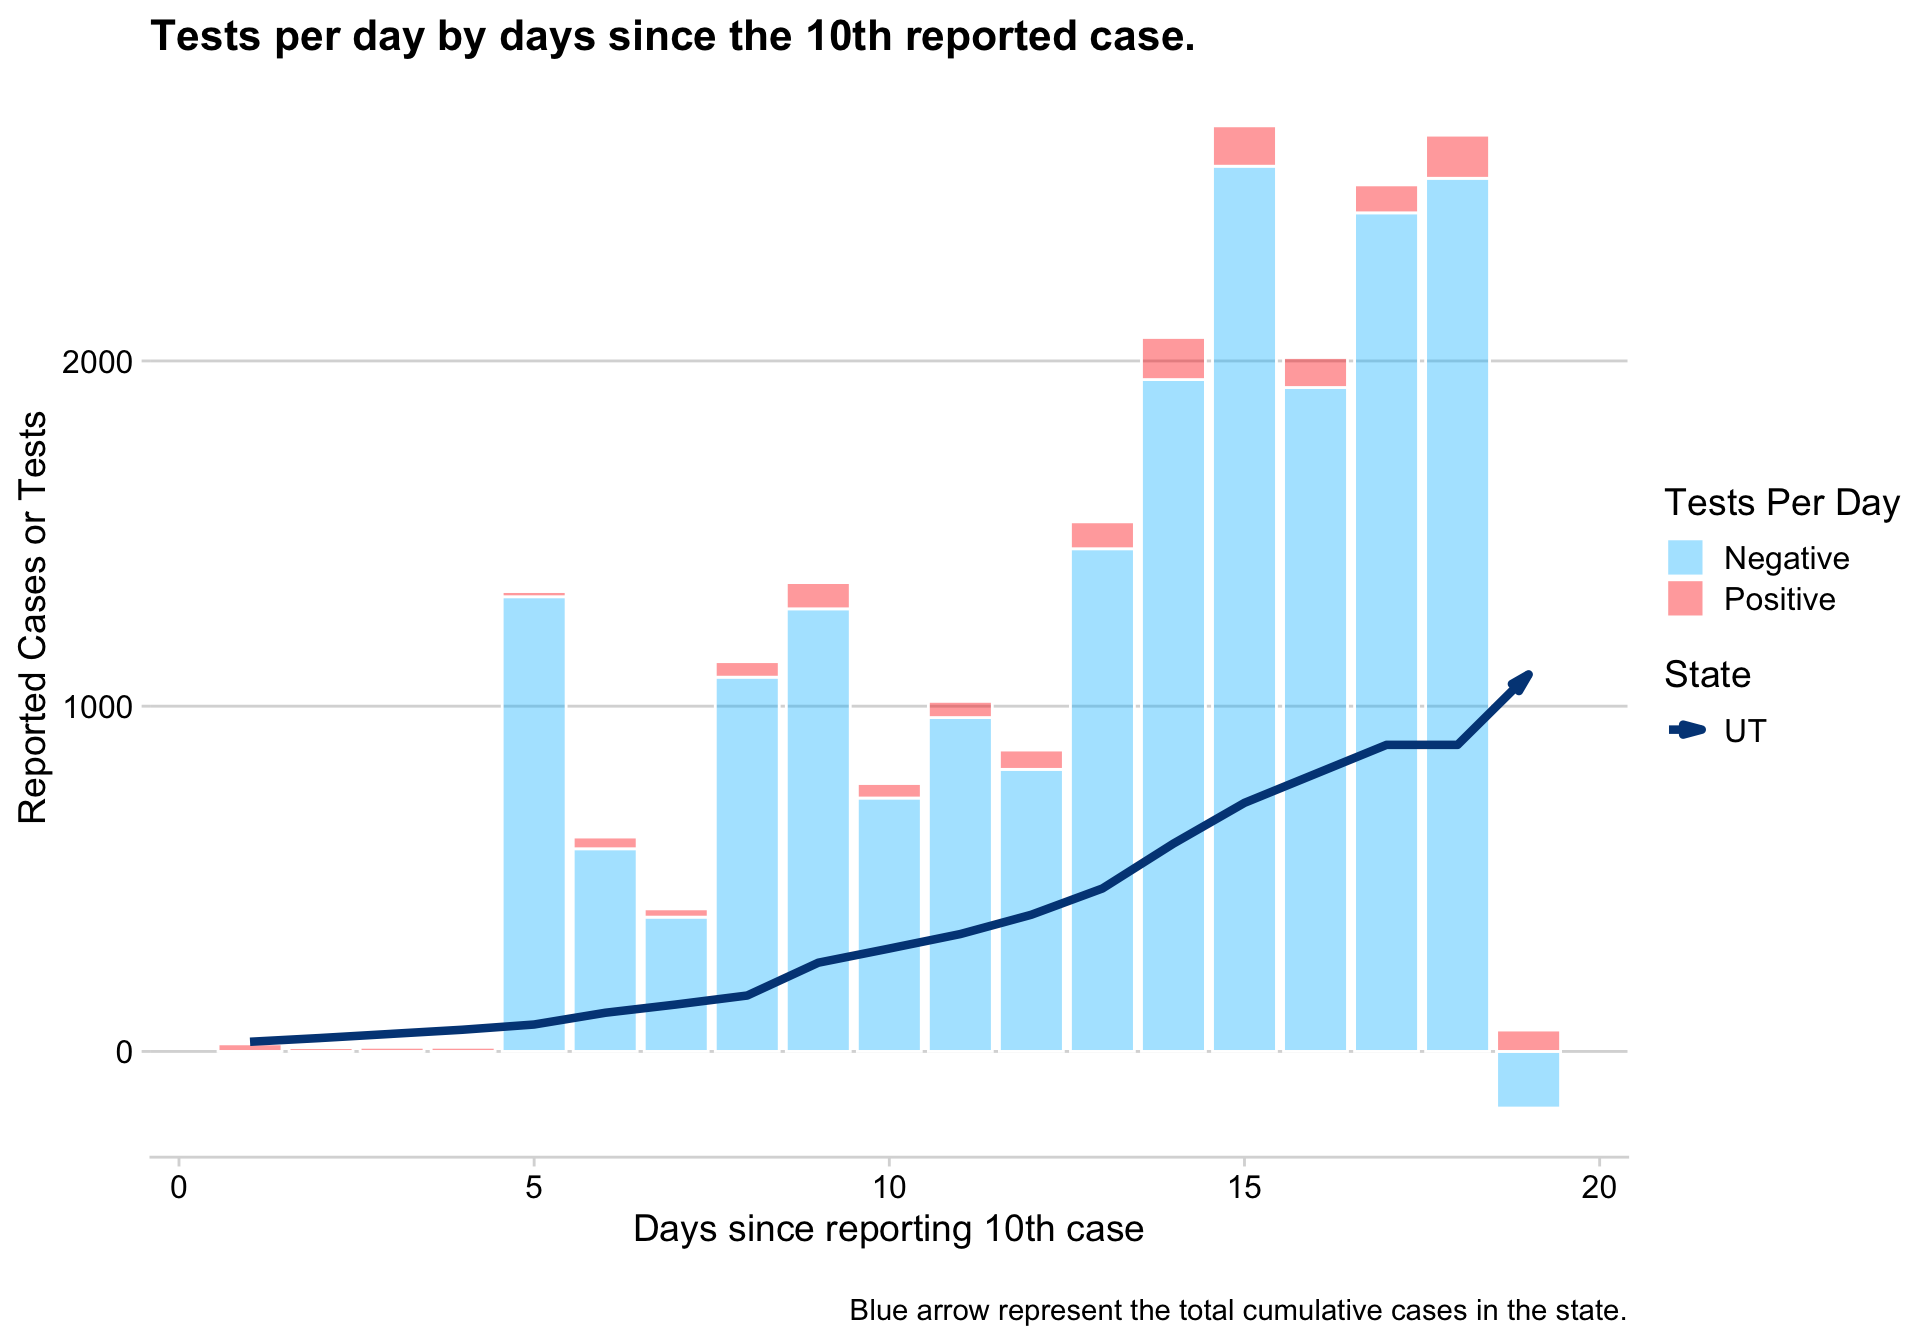 Tests per day by days since the 10th reported case.
Reported Cases or Tests
2000
1000
0
0 5 10 15 20
Days since reporting 10th case
Tests Per Day
Negative
Positive
State
UT
Blue arrow represent the total cumulative cases in the state.